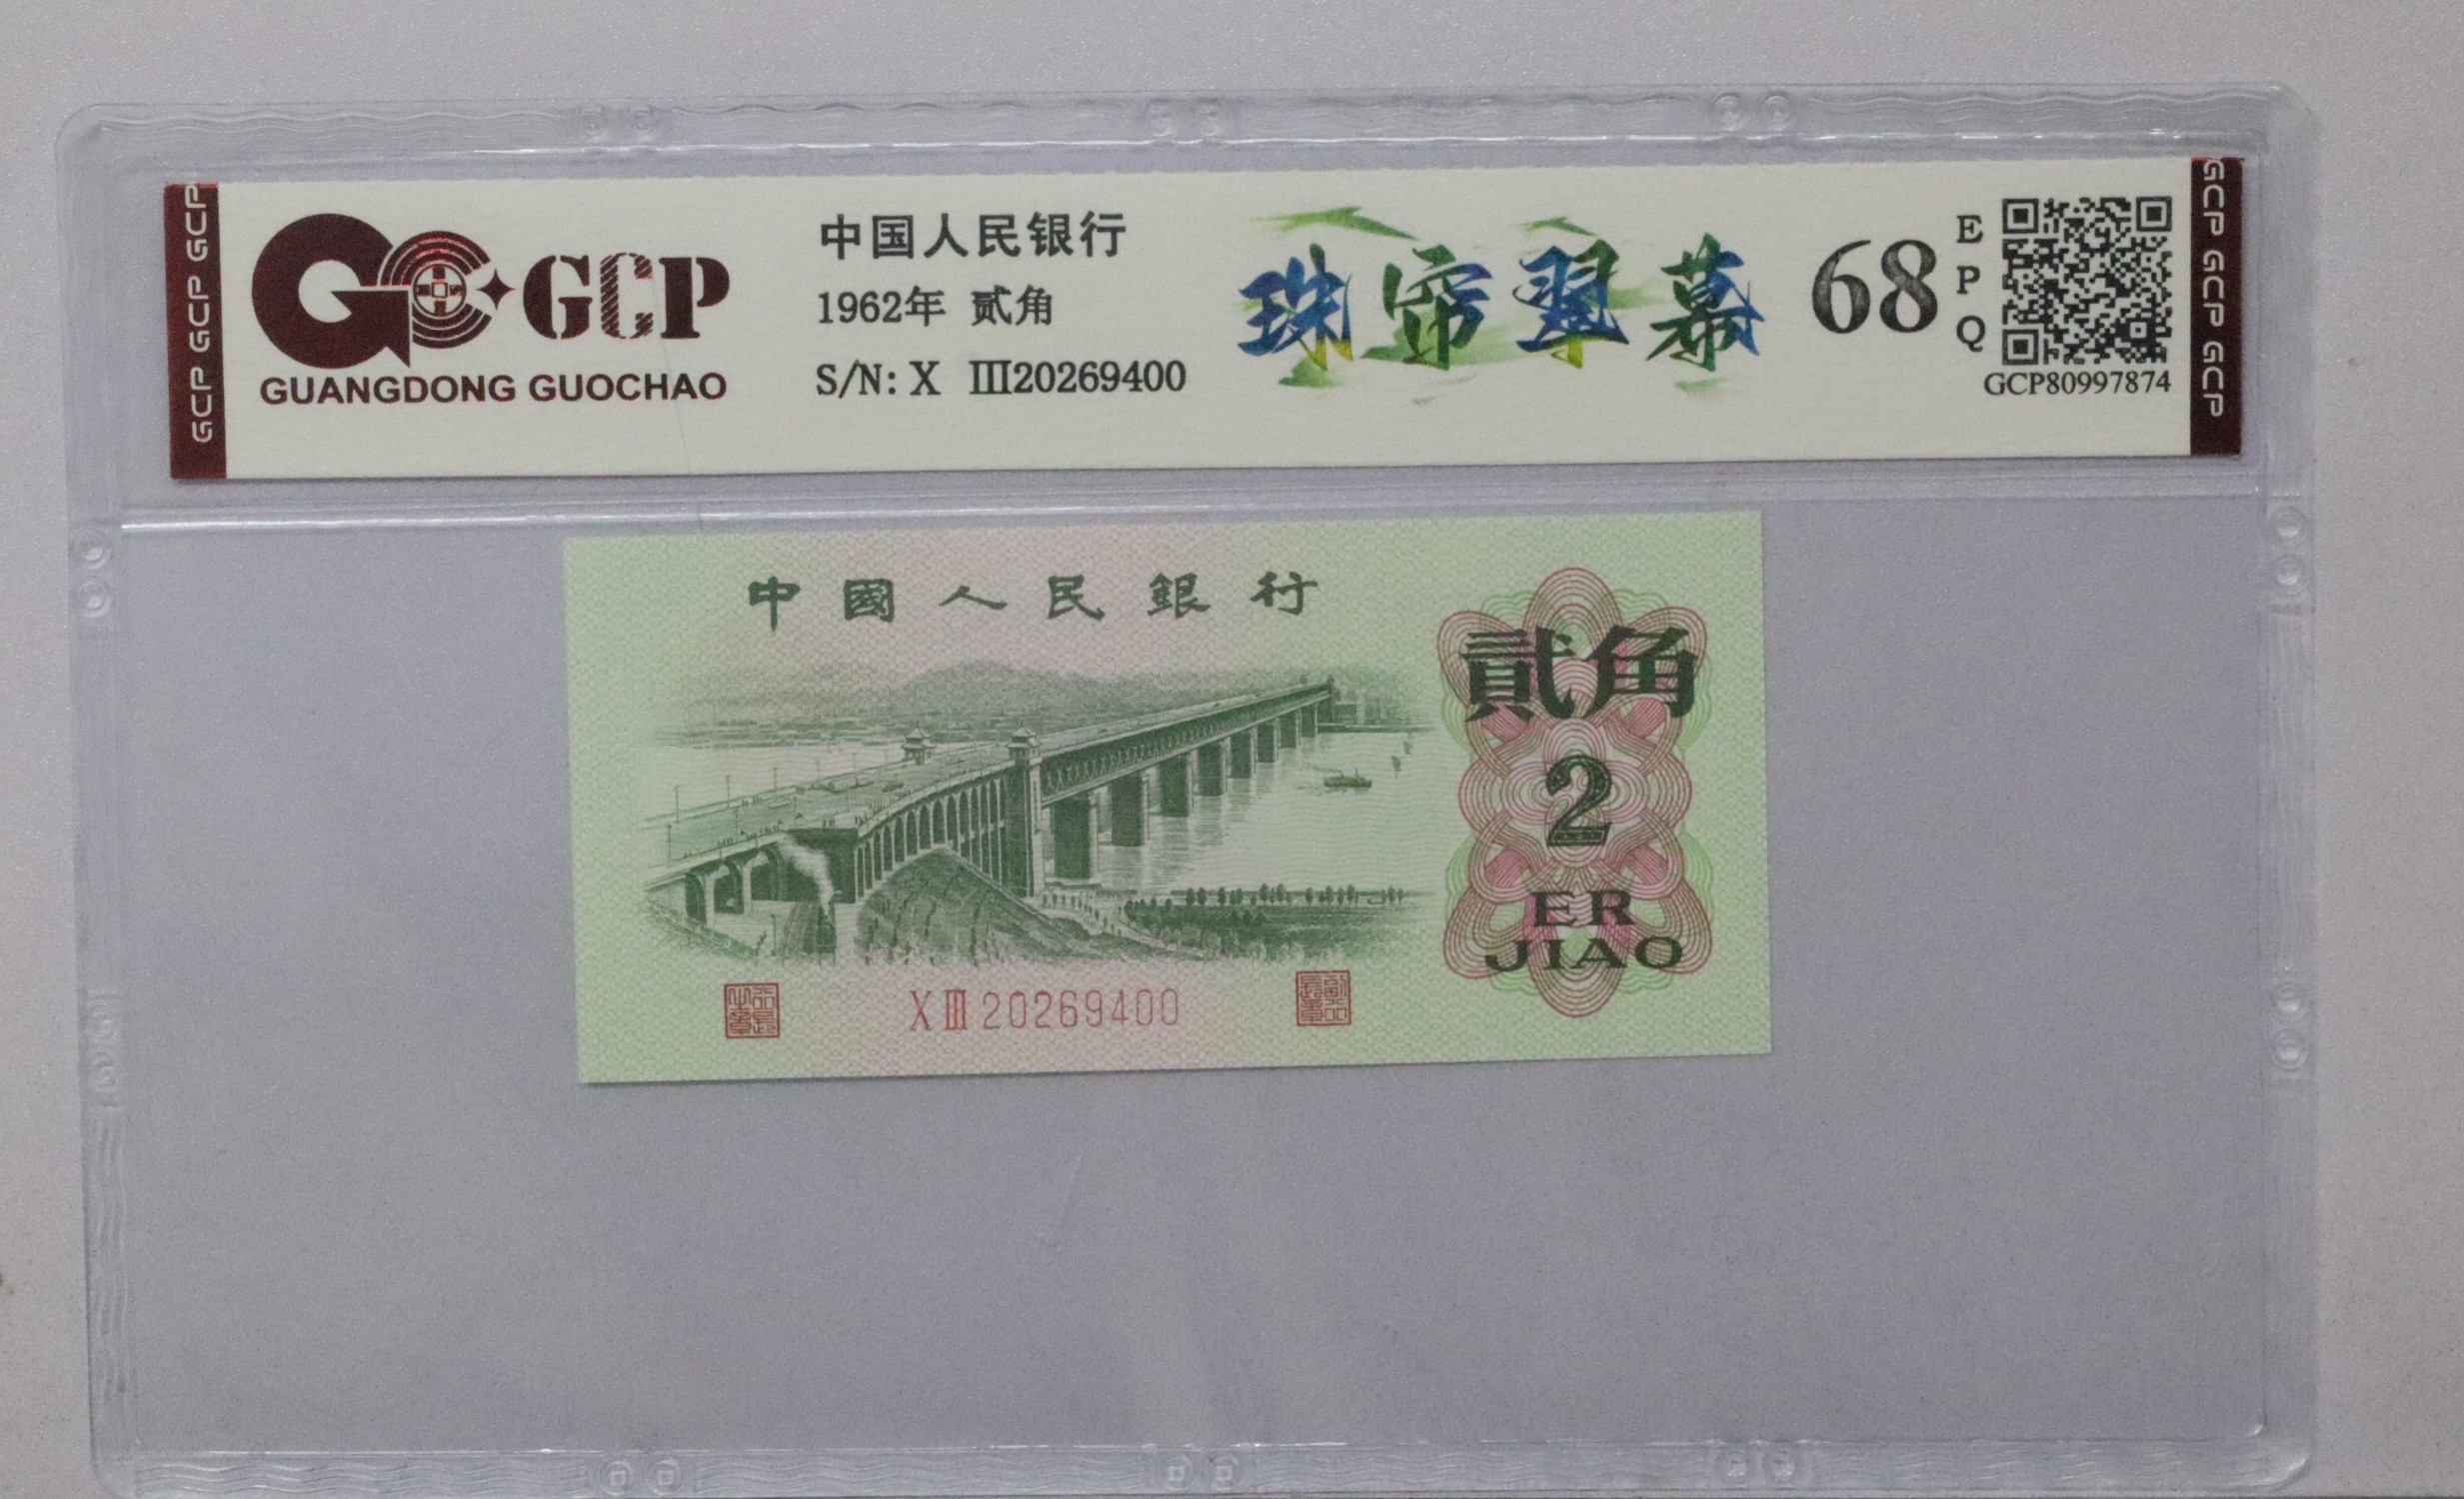 GCP GCP GCP
GCP
GUANGDONG GUOCHAO
中国人民银行
1962年 贰角
S/N: X Ⅲ20269400
珠帘翠幕
68
EPQ
GCP80997874
GCP GCP GCP
中國人民銀行
貳角
2
ER
JIAO
X Ⅲ 20269400